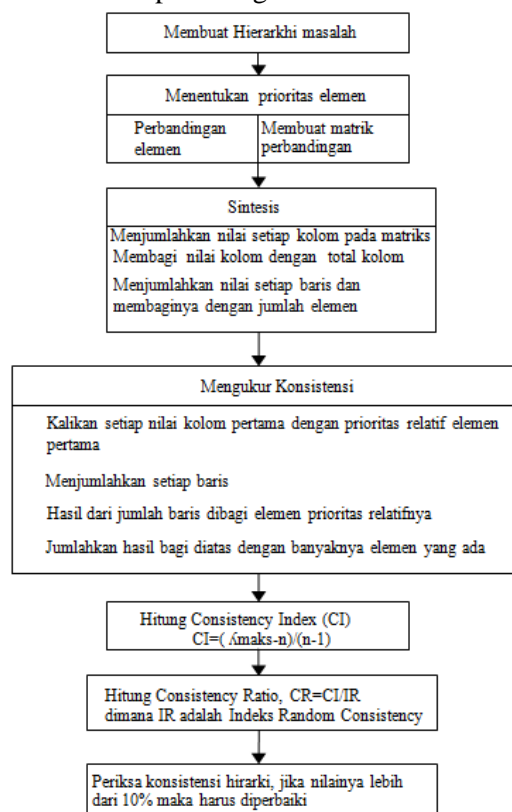 Membuat Hierarkhi masalah
Menentukan prioritas elemen
Perbandingan
elemen
Membuat matrik
perbandingan
Sintesis
Menjumlahkan nilai setiap kolom pada matriks
Membagi nilai kolom dengan total kolom
Menjumlahkan nilai setiap baris dan
membaginya dengan jumlah elemen
Mengukur Konsistensi
Kalikan setiap nilai kolom pertama dengan prioritas relatif elemen
pertama
Menjumlahkan setiap baris
Hasil dari jumlah baris dibagi elemen prioritas relatifnya
Jumlahkan hasil bagi diatas dengan banyaknya elemen yang ada
Hitung Consistency Index (CI)
CI=( ʎmaks-n)/(n-1)
Hitung Consistency Ratio, CR=CI/IR
dimana IR adalah Indeks Random Consistency
Periksa konsistensi hirarki, jika nilainya lebih
dari 10% maka harus diperbaiki